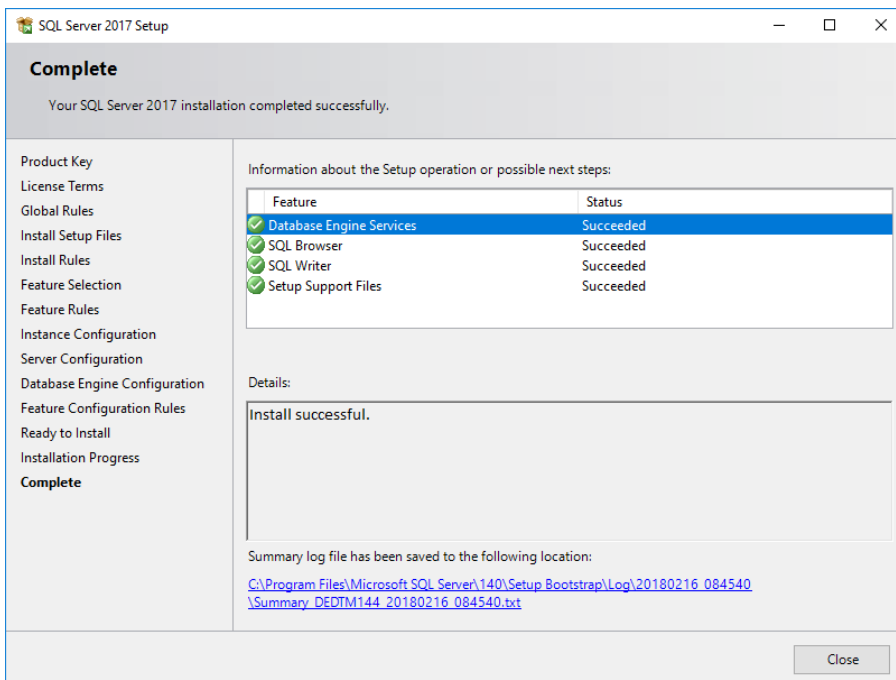 SQL Server 2017 Setup
Complete
Your SQL Server 2017 installation completed successfully.
Product Key
License Terms
Global Rules
Install Setup Files
Install Rules
Feature Selection
Feature Rules
Instance Configuration
Server Configuration
Database Engine Configuration
Feature Configuration Rules
Ready to Install
Installation Progress
Complete
Information about the Setup operation or possible next steps:
Feature Status
Database Engine Services Succeeded
SQL Browser Succeeded
SQL Writer Succeeded
Setup Support Files Succeeded
Details:
Install successful.
Summary log file has been saved to the following location:
C:\Program Files\Microsoft SQL Server\140\Setup Bootstrap\Log\20180216_084540
\Summary_DEDTM144_20180216_084540.txt
Close